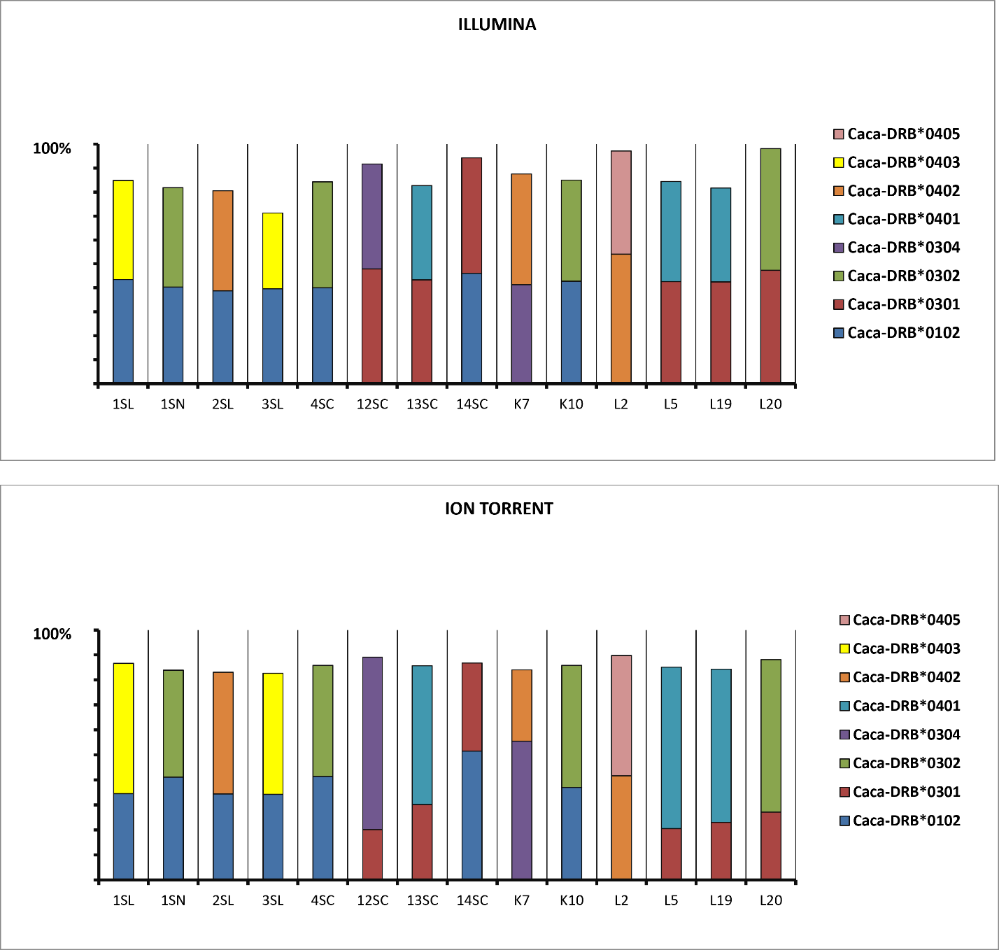 ILLUMINA
100%
Caca-DRB*0405
Caca-DRB*0403
Caca-DRB*0402
Caca-DRB*0401
Caca-DRB*0304
Caca-DRB*0302
Caca-DRB*0301
Caca-DRB*0102
1SL 1SN 2SL 3SL 4SC 12SC 13SC 14SC K7 K10 L2 L5 L19 L20
ION TORRENT
100%
Caca-DRB*0405
Caca-DRB*0403
Caca-DRB*0402
Caca-DRB*0401
Caca-DRB*0304
Caca-DRB*0302
Caca-DRB*0301
Caca-DRB*0102
1SL 1SN 2SL 3SL 4SC 12SC 13SC 14SC K7 K10 L2 L5 L19 L20